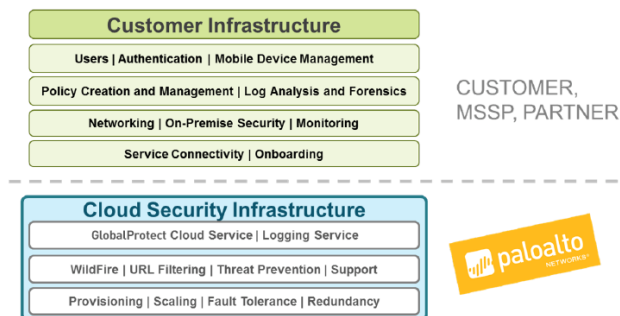 Customer Infrastructure
Users | Authentication | Mobile Device Management
Policy Creation and Management | Log Analysis and Forensics
Networking | On-Premise Security | Monitoring
Service Connectivity | Onboarding
CUSTOMER,
MSSP, PARTNER
Cloud Security Infrastructure
GlobalProtect Cloud Service | Logging Service
WildFire | URL Filtering | Threat Prevention | Support
Provisioning | Scaling | Fault Tolerance | Redundancy
paloalto
NETWORKS®